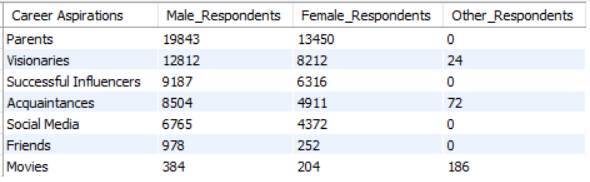 Career Aspirations Male_Respondents Female_Respondents Other_Respondents
Parents 19843 13450 0
Visionaries 12812 8212 24
Successful Influencers 9187 6316 0
Acquaintances 8504 4911 72
Social Media 6765 4372 0
Friends 978 252 0
Movies 384 204 186